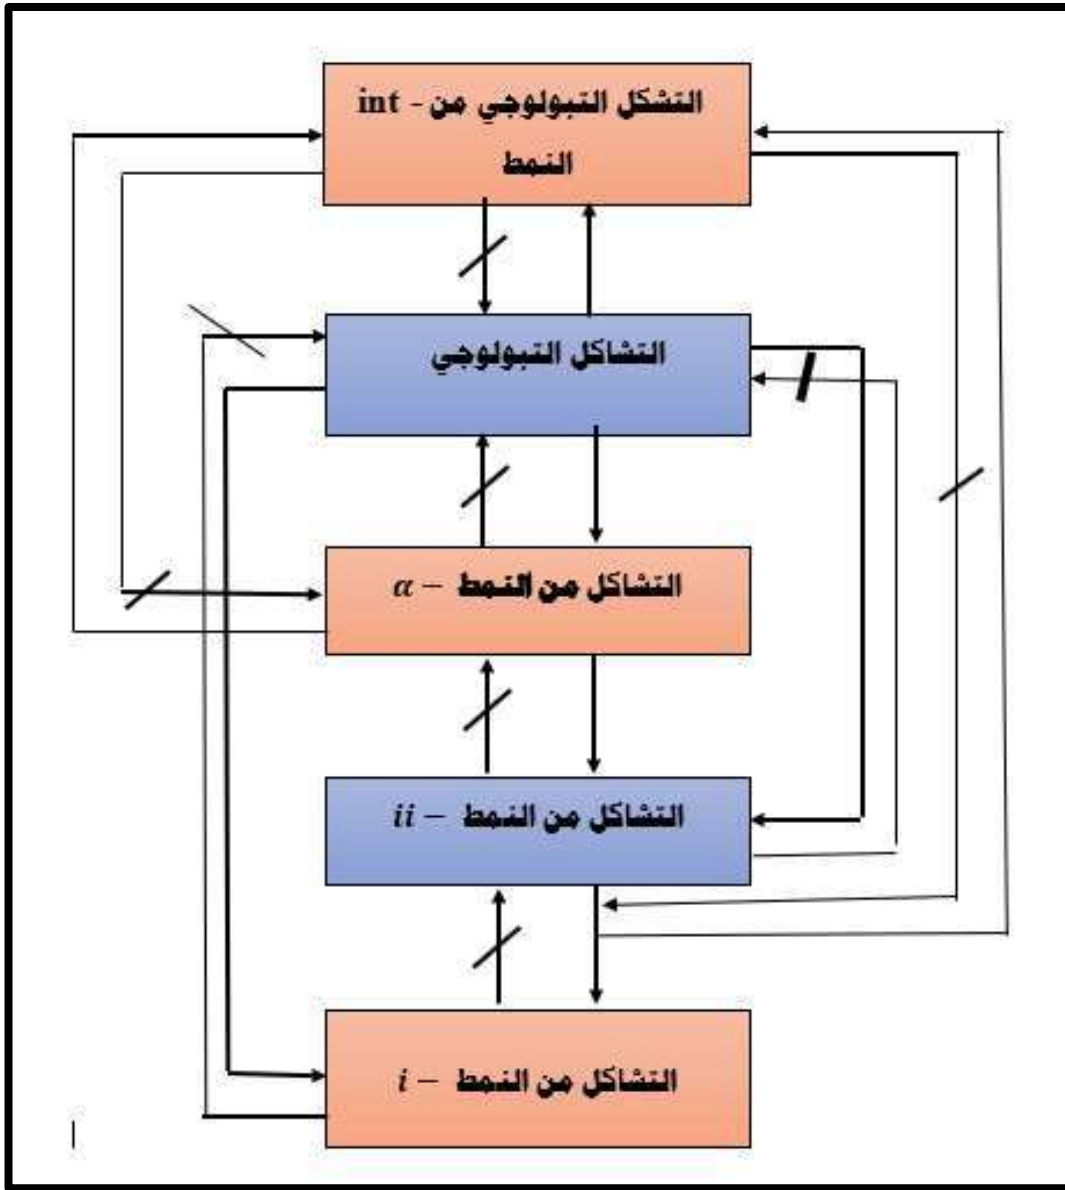 التشكل التبولوجي من - int
النمط
التشاكل التبولوجي
التشاكل من النمط – α
التشاكل من النمط – ii
التشاكل من النمط – i